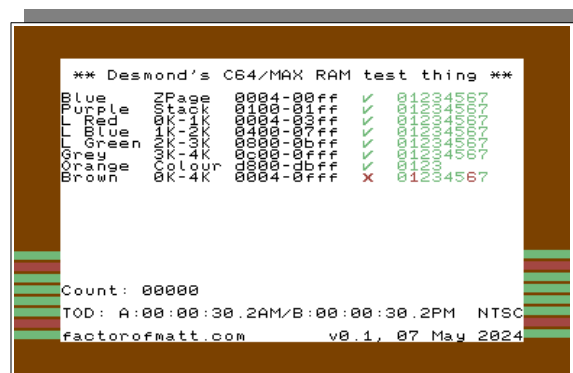 ** Desmond's C64/MAX RAM test thing **
Blue ZPage 0004-00ff ✓ 01234567
Purple Stack 0100-01ff ✓ 01234567
L Red 0K-1K 0004-03ff ✓ 01234567
L Blue 1K-2K 0400-07ff ✓ 01234567
L Green 2K-3K 0800-0bff ✓ 01234567
Grey 3K-4K 0c00-0fff ✓ 01234567
Orange Colour d800-dbff ✓ 0123
Brown 0K-4K 0004-0fff x 01234567
Count: 00000
TOD: A:00:00:30.2AM/B:00:00:30.2PM NTSC
factorofmatt.com v0.1, 07 May 2024